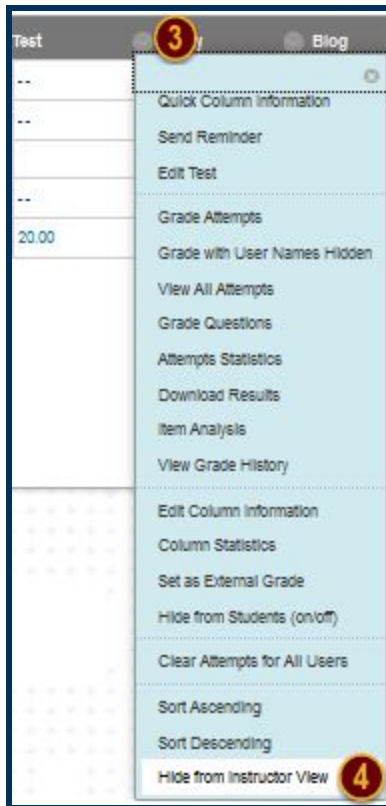 Test 3 y Blog
--
Quick Column Information
--
Send Reminder
Edit Test
--
20.00
Grade Attempts
Grade with User Names Hidden
View All Attempts
Grade Questions
Attempts Statistics
Download Results
Item Analysis
View Grade History
Edit Column Information
Column Statistics
Set as External Grade
Hide from Students (on/off)
Clear Attempts for All Users
Sort Ascending
Sort Descending
Hide from Instructor View 4